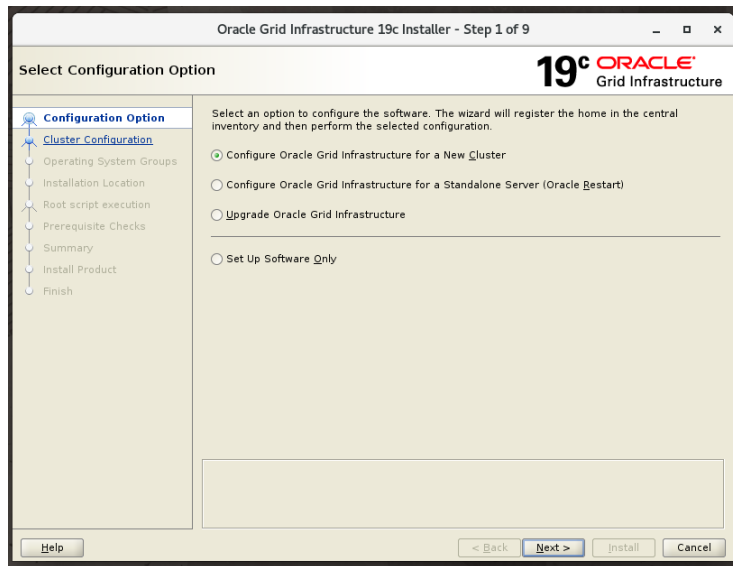 Oracle Grid Infrastructure 19c Installer - Step 1 of 9
Select Configuration Option
19c ORACLE
Grid Infrastructure
Configuration Option
Cluster Configuration
Operating System Groups
Installation Location
Root script execution
Prerequisite Checks
Summary
Install Product
Finish
Select an option to configure the software. The wizard will register the home in the central
inventory and then perform the selected configuration.
Configure Oracle Grid Infrastructure for a New Cluster
Configure Oracle Grid Infrastructure for a Standalone Server (Oracle Restart)
Upgrade Oracle Grid Infrastructure
Set Up Software Only
Help
< Back
Next >
Install
Cancel